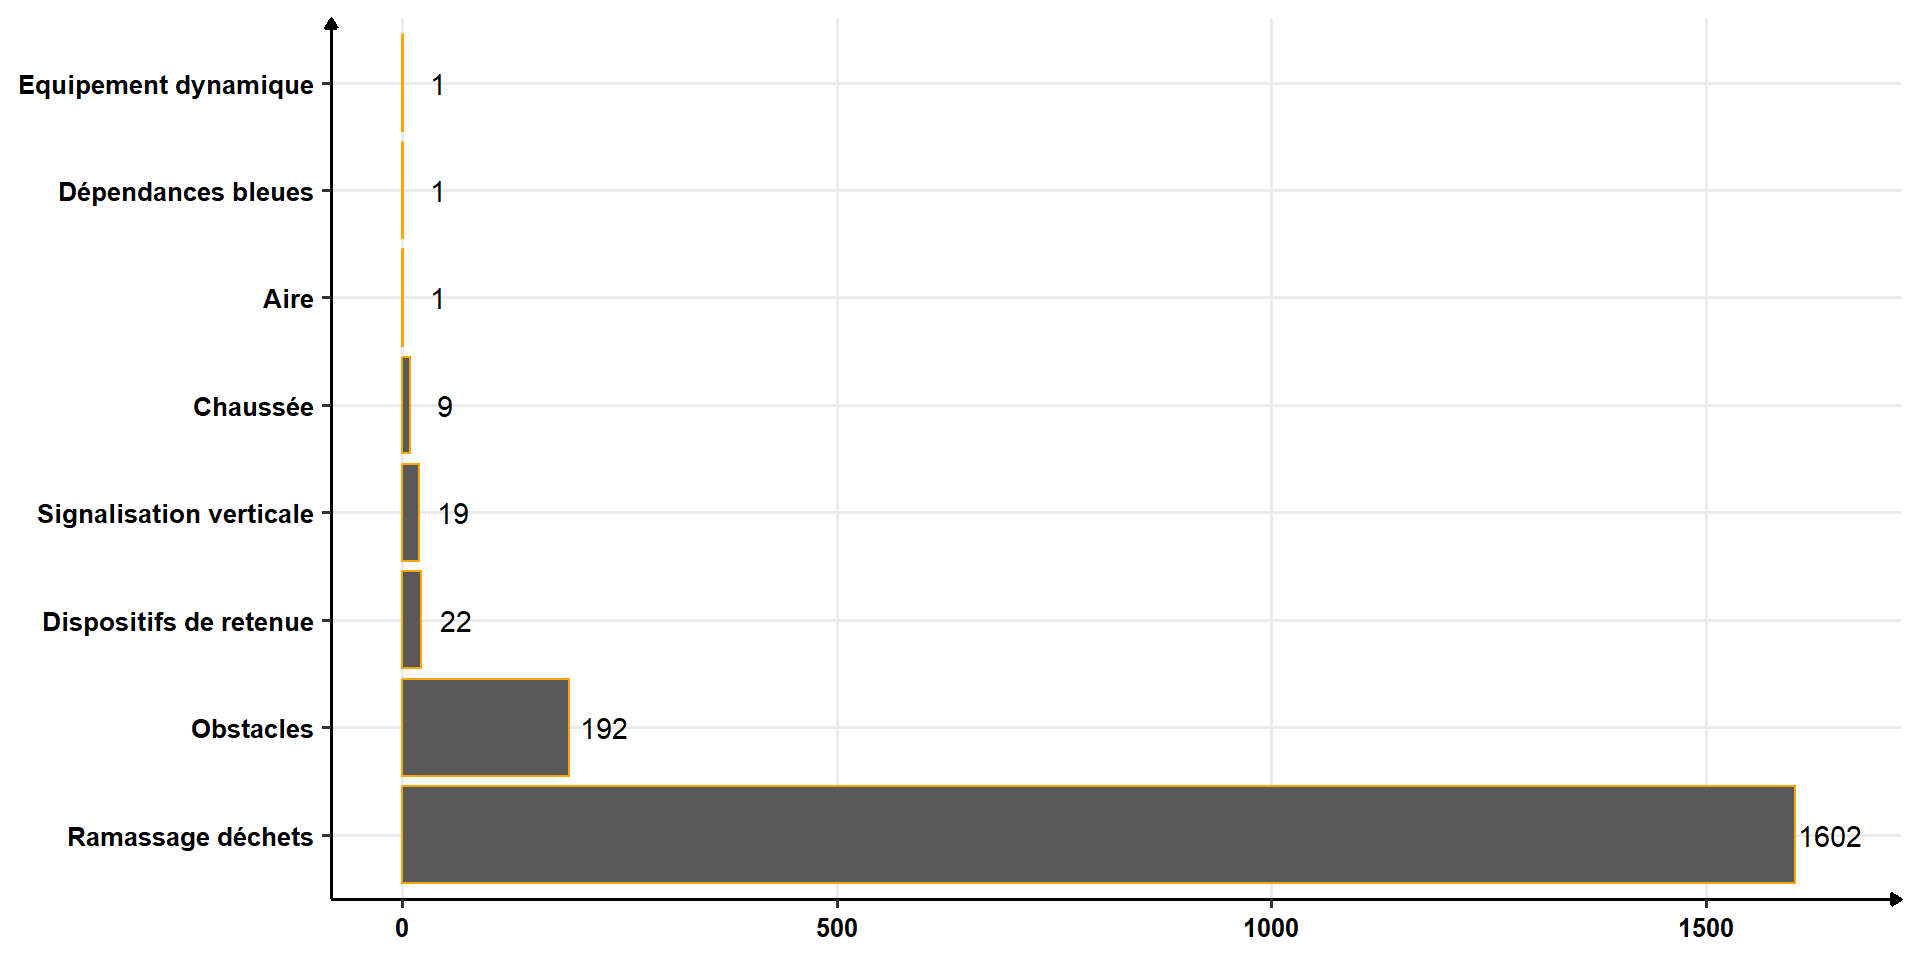 Equipement dynamique 1
Dépendances bleues 1
Aire 1
Chaussée 9
Signalisation verticale 19
Dispositifs de retenue 22
Obstacles 192
Ramassage déchets 1602
0 500 1000 1500